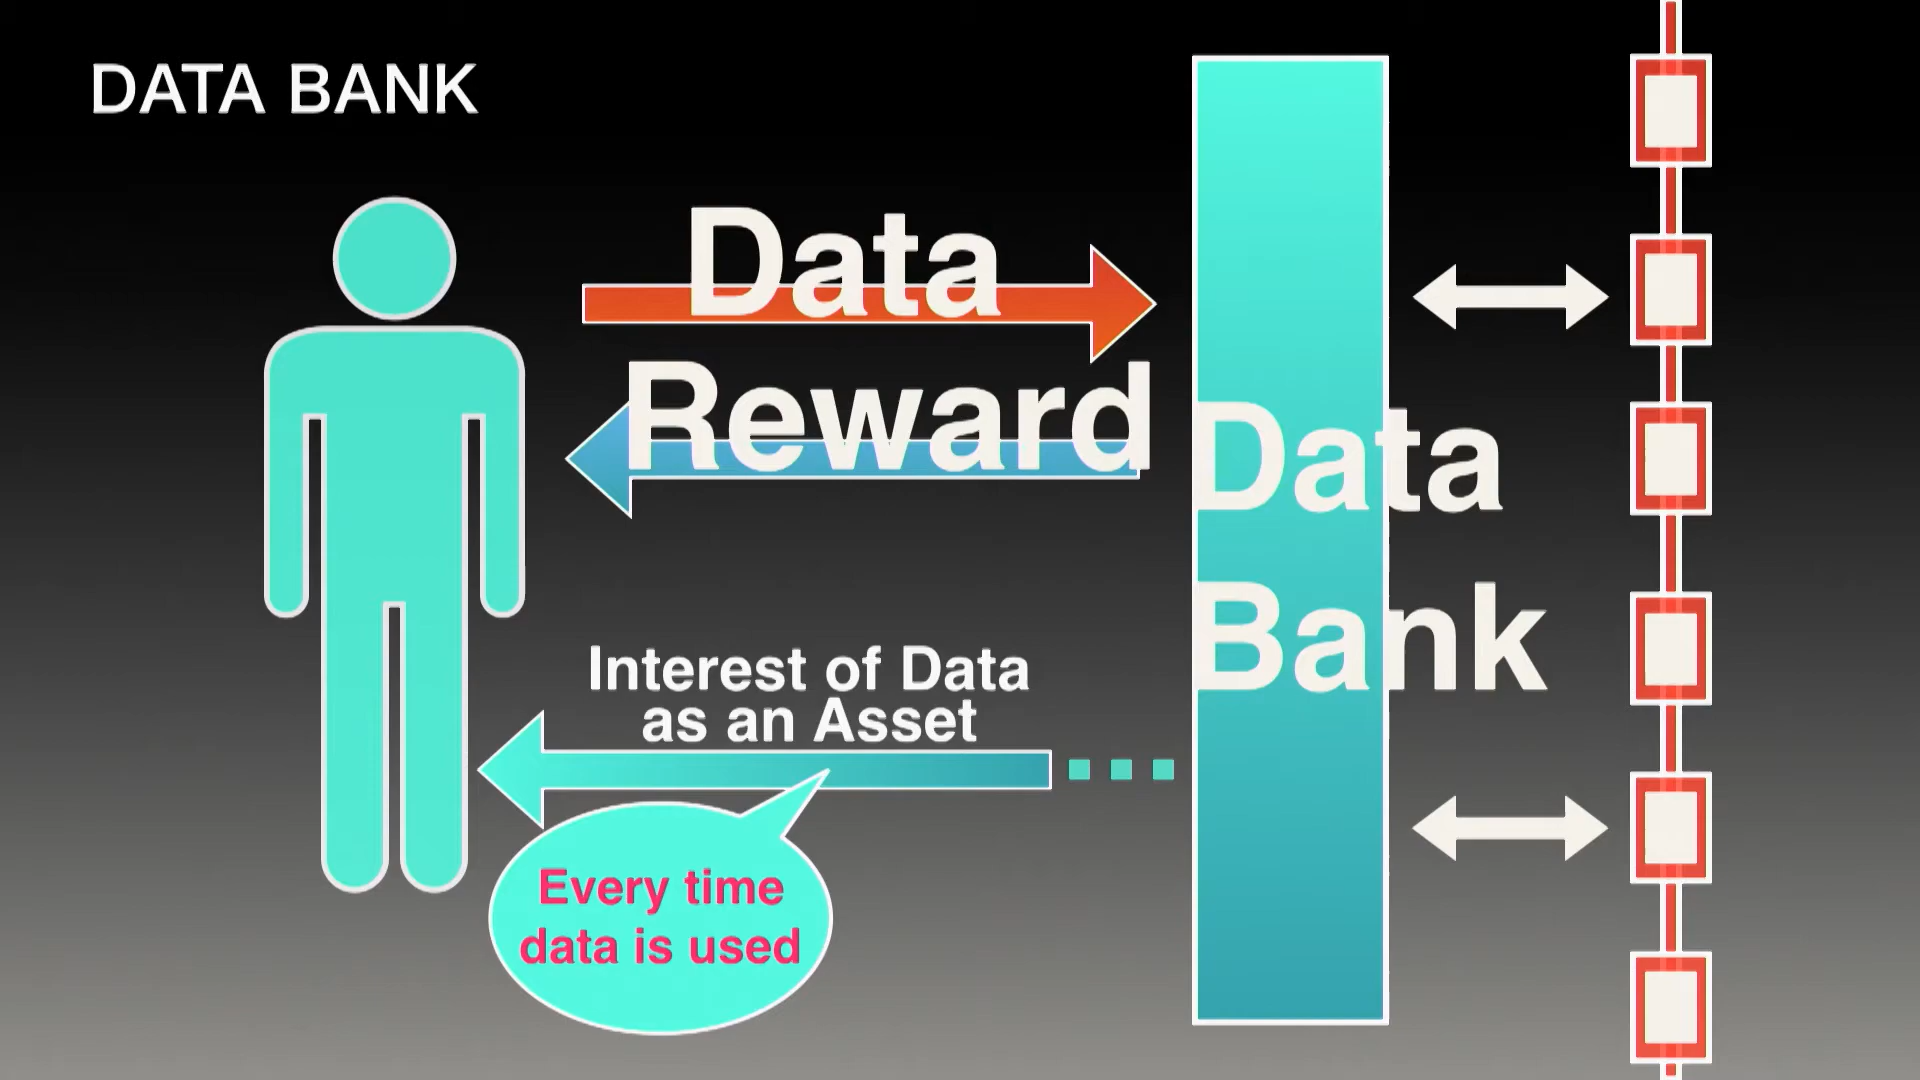 DATA BANK
Data
Reward
Data
Bank
Interest of Data
as an Asset
Every time
data is used